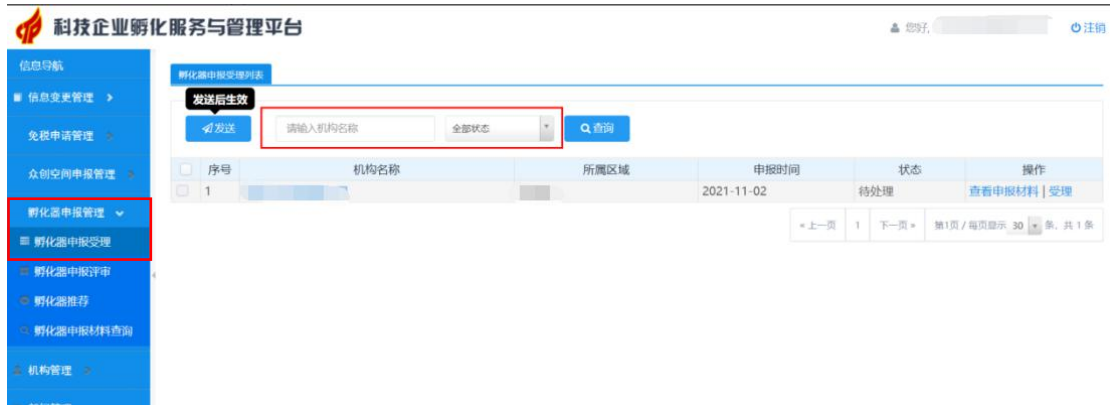 科技企业孵化服务与管理平台
您好,
注销
信息导航
孵化器申报受理列表
信息变更管理
发送后生效
发送
请输入机构名称
全部状态
查询
免税申请管理
众创空间申报管理
序号 机构名称 所属区域 申报时间 状态 操作
1 2021-11-02 待处理 查看申报材料 | 受理
孵化器申报管理
«上一页 1 下一页» 第1页 / 每页显示 30 条, 共 1 条
孵化器申报受理
孵化器申报评审
孵化器推荐
孵化器申报材料查询
机构管理